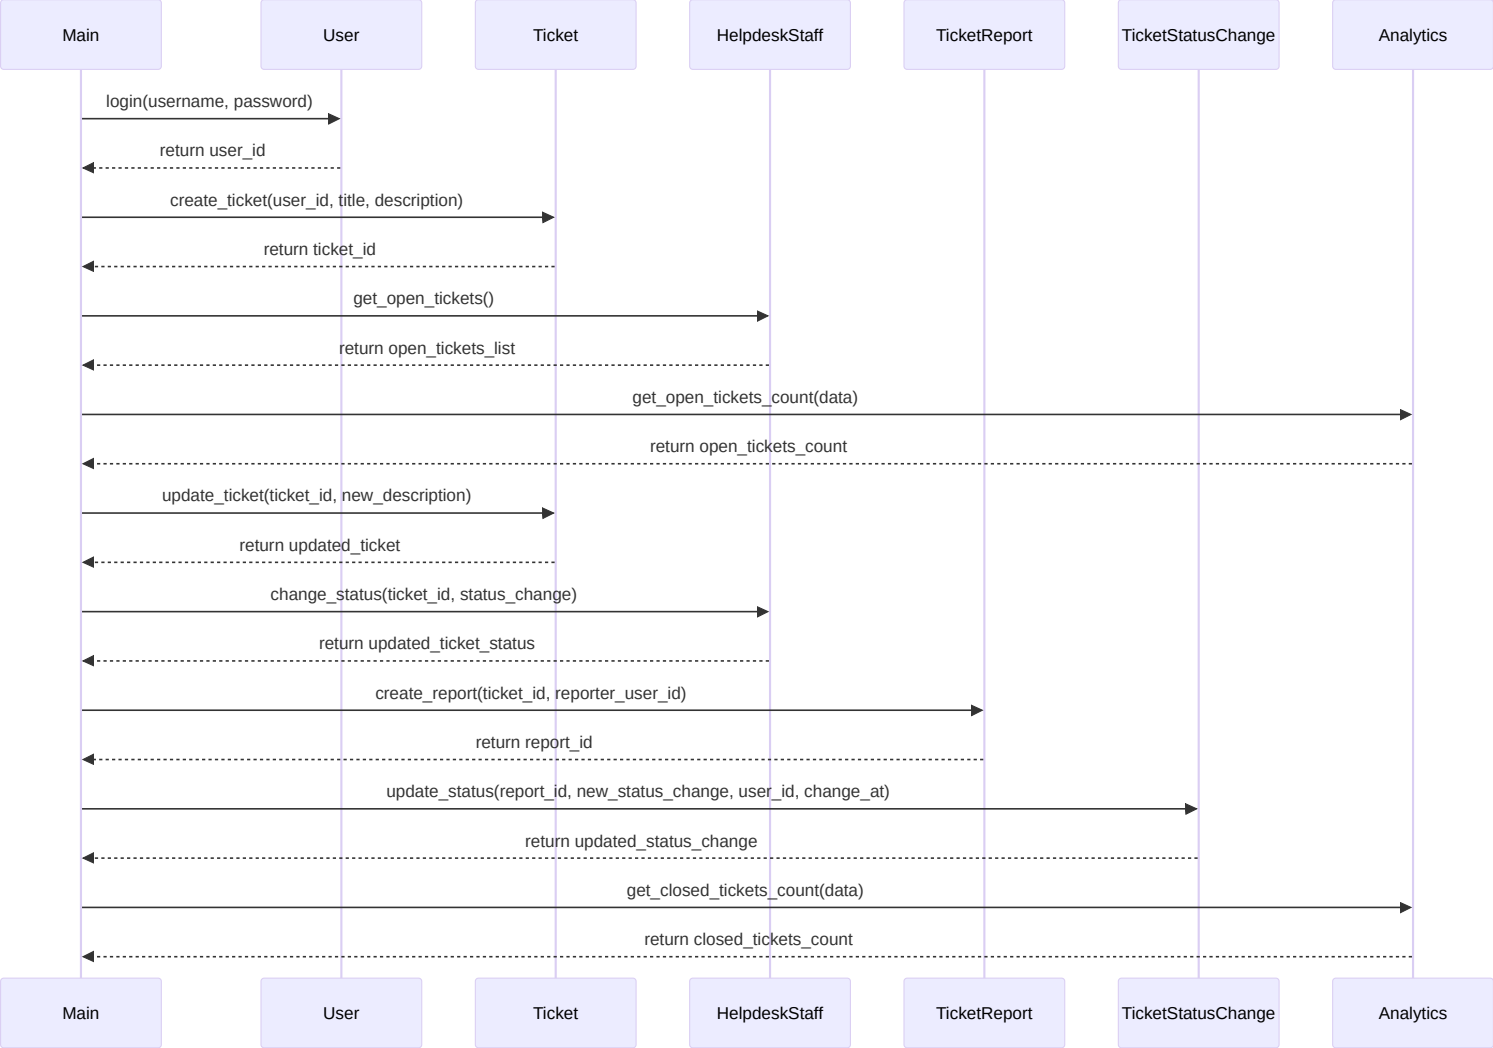 Main User Ticket HelpdeskStaff TicketReport TicketStatusChange Analytics
login(username, password)
return user_id
create_ticket(user_id, title, description)
return ticket_id
get_open_tickets()
return open_tickets_list
get_open_tickets_count(data)
return open_tickets_count
update_ticket(ticket_id, new_description)
return updated_ticket
change_status(ticket_id, status_change)
return updated_ticket_status
create_report(ticket_id, reporter_user_id)
return report_id
update_status(report_id, new_status_change, user_id, change_at)
return updated_status_change
get_closed_tickets_count(data)
return closed_tickets_count
Main User Ticket HelpdeskStaff TicketReport TicketStatusChange Analytics